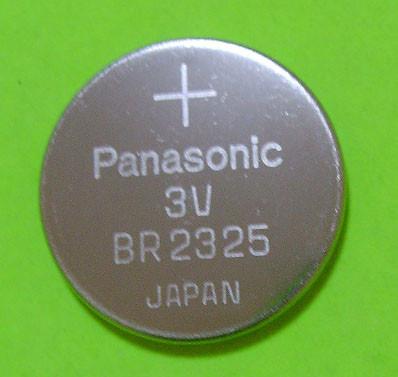 +
Panasonic
3V
BR2325
JAPAN